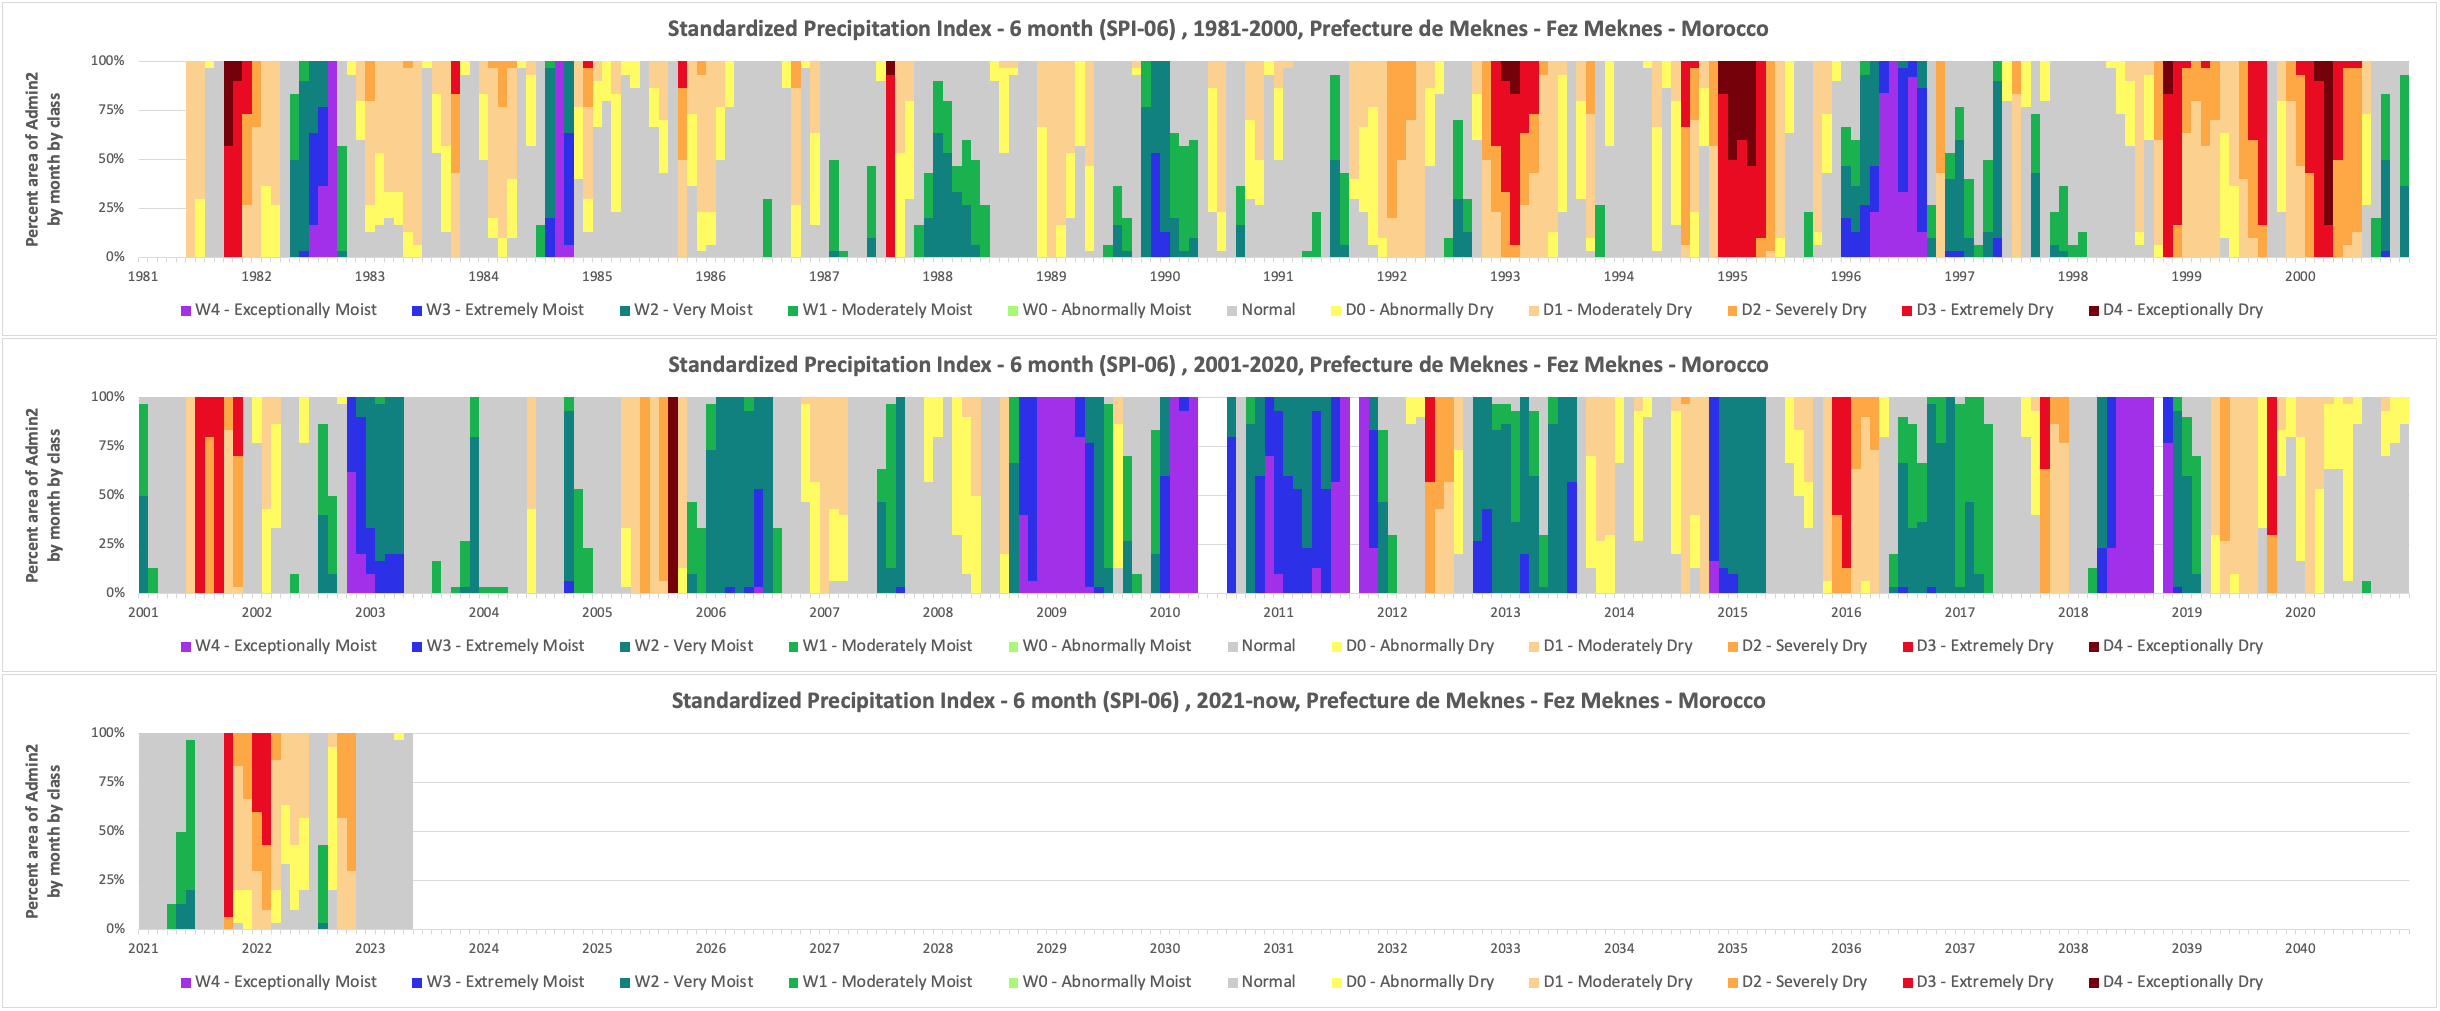 Standardized Precipitation Index - 6 month (SPI-06) , 1981-2000, Prefecture de Meknes - Fez Meknes - Morocco
Percent area of Admin2
by month by class
100%
75%
50%
25%
0%
1981 1982 1983 1984 1985 1986 1987 1988 1989 1990 1991 1992 1993 1994 1995 1996 1997 1998 1999 2000
W4 - Exceptionally Moist W3 - Extremely Moist W2 - Very Moist W1 - Moderately Moist W0 - Abnormally Moist Normal D0 - Abnormally Dry D1 - Moderately Dry D2 - Severely Dry D3 - Extremely Dry D4 - Exceptionally Dry
Standardized Precipitation Index - 6 month (SPI-06) , 2001-2020, Prefecture de Meknes - Fez Meknes - Morocco
Percent area of Admin2
by month by class
100%
75%
50%
25%
0%
2001 2002 2003 2004 2005 2006 2007 2008 2009 2010 2011 2012 2013 2014 2015 2016 2017 2018 2019 2020
W4 - Exceptionally Moist W3 - Extremely Moist W2 - Very Moist W1 - Moderately Moist W0 - Abnormally Moist Normal D0 - Abnormally Dry D1 - Moderately Dry D2 - Severely Dry D3 - Extremely Dry D4 - Exceptionally Dry
Standardized Precipitation Index - 6 month (SPI-06) , 2021-now, Prefecture de Meknes - Fez Meknes - Morocco
Percent area of Admin2
by month by class
100%
75%
50%
25%
0%
2021 2022 2023 2024 2025 2026 2027 2028 2029 2030 2031 2032 2033 2034 2035 2036 2037 2038 2039 2040
W4 - Exceptionally Moist W3 - Extremely Moist W2 - Very Moist W1 - Moderately Moist W0 - Abnormally Moist Normal D0 - Abnormally Dry D1 - Moderately Dry D2 - Severely Dry D3 - Extremely Dry D4 - Exceptionally Dry